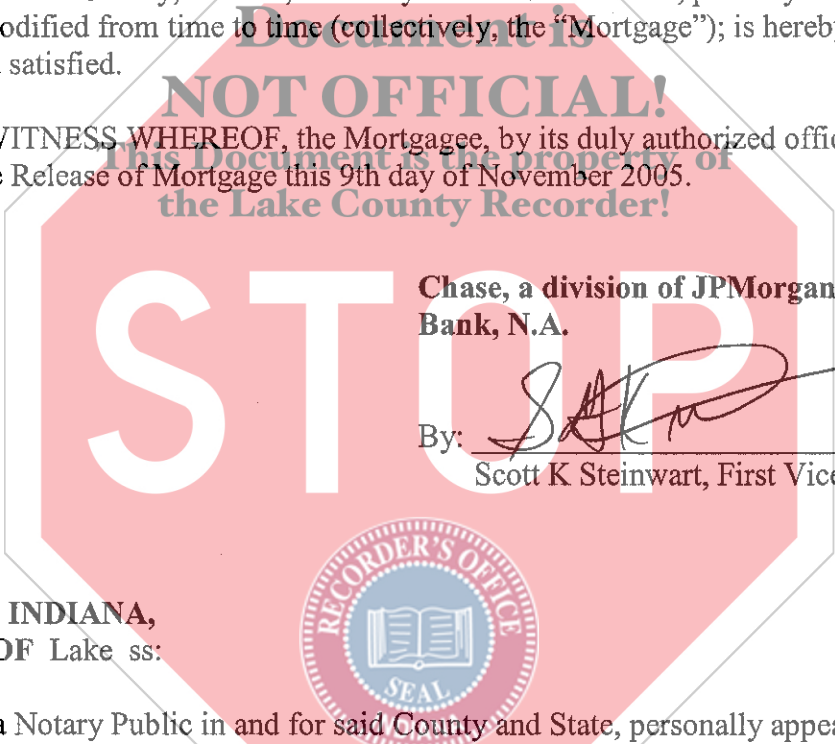 odified from time to time (collectively, the “Mortgage”); is hereby
satisfied.
Document is
NOT OFFICIAL!
This Document is the property of
the Lake County Recorder!
WITNESS WHEREOF, the Mortgagee, by its duly authorized offic
Release of Mortgage this 9th day of November 2005.
STOP
Chase, a division of JPMorgan
Bank, N.A.
By:
Scott K Steinwart, First Vice
RECORDER'S OFFICE
SEAL
INDIANA
INDIANA,
OF Lake ss:
a Notary Public in and for said County and State, personally appea